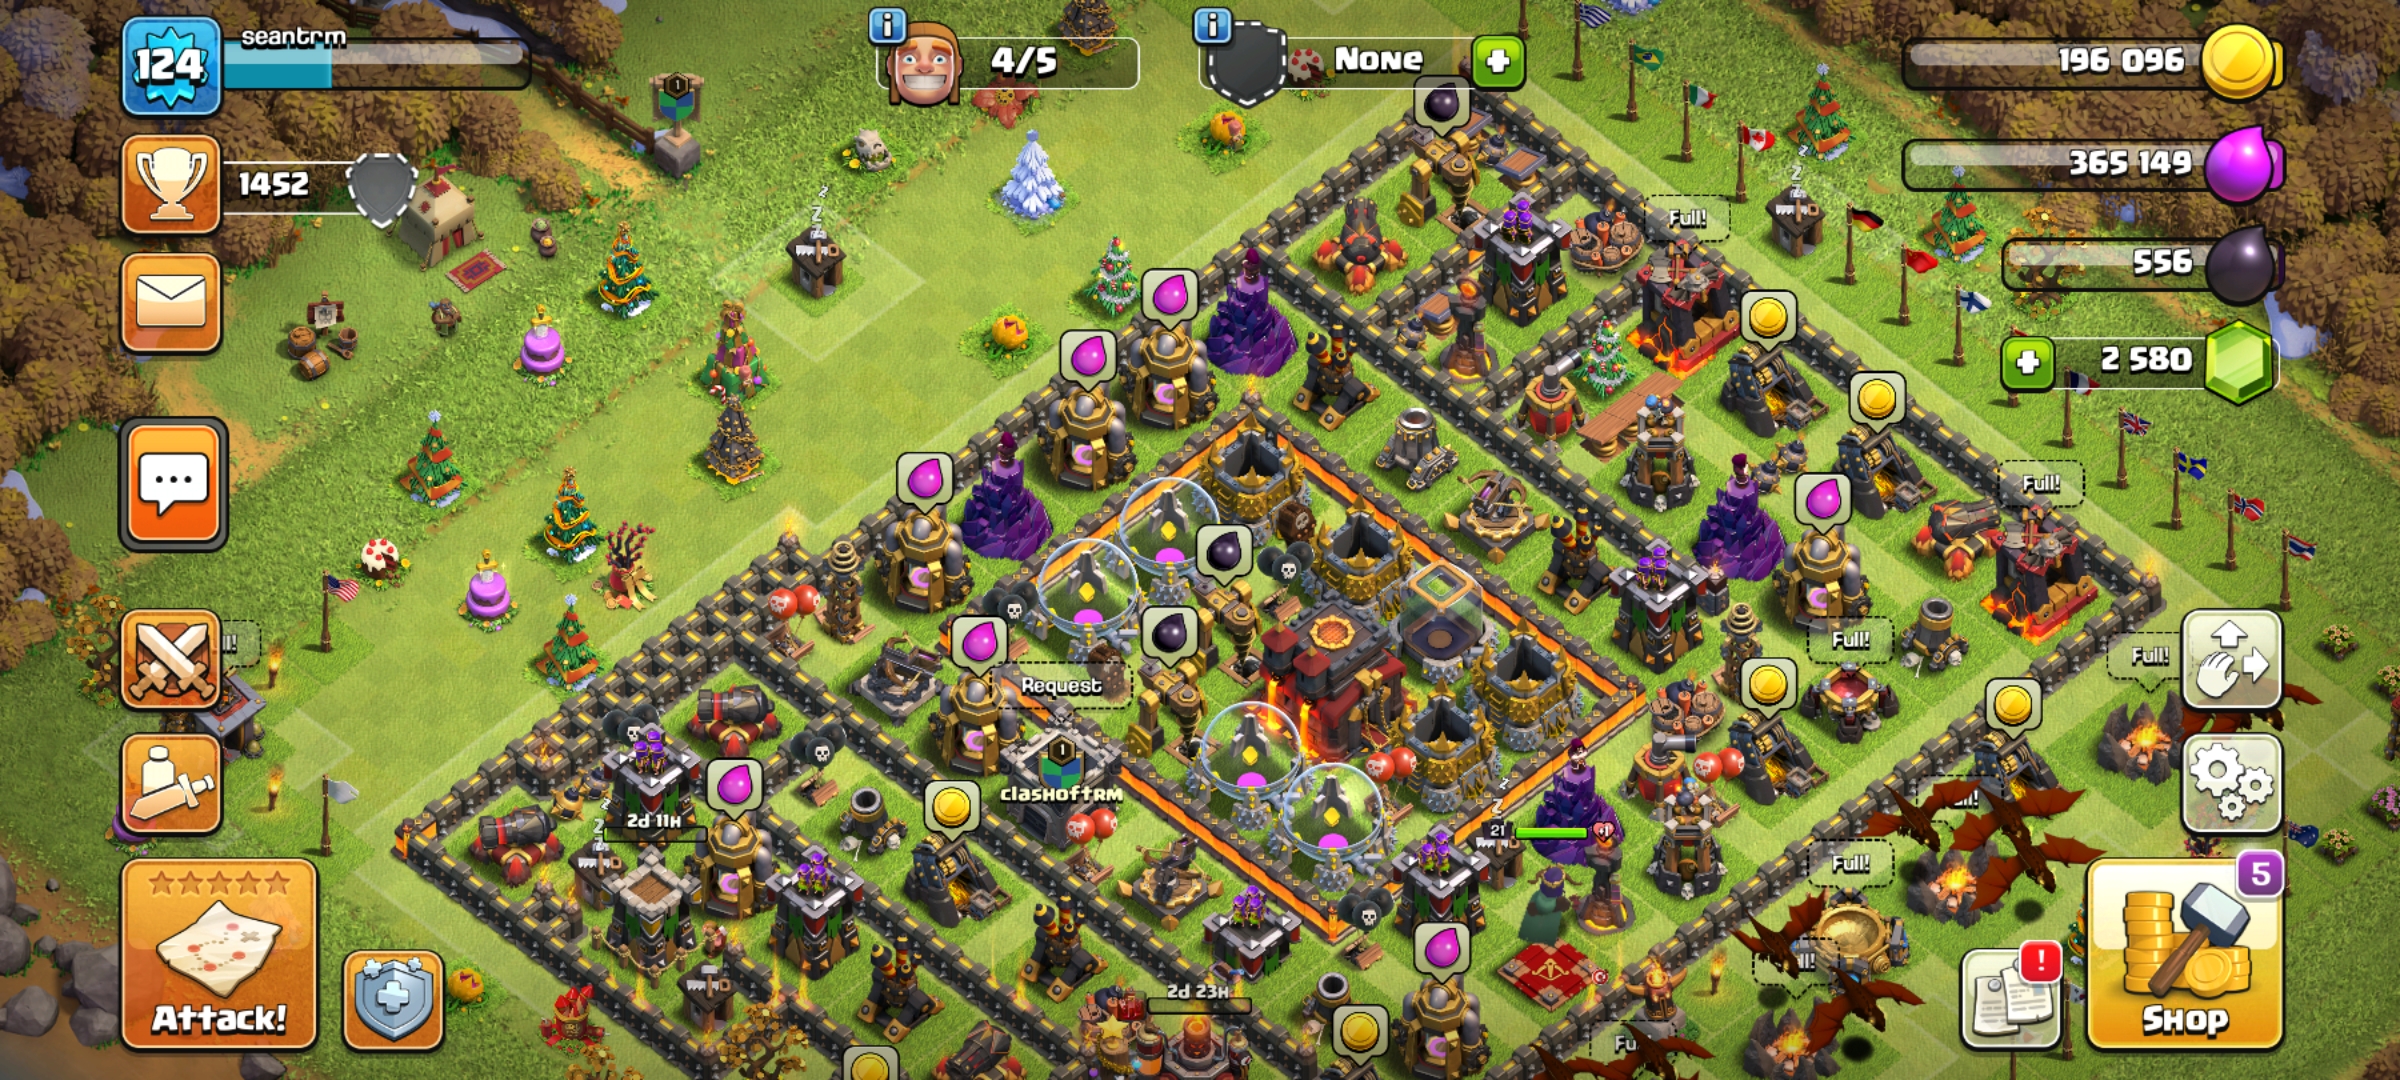 124
seantrm
4/5
None
196 096
1452
365 149
Full!
556
2 580
Full!
Full!
Request
Full!
clashoftrm
2d 11H
21
Full!
5
2d 23H
Attack!
Shop